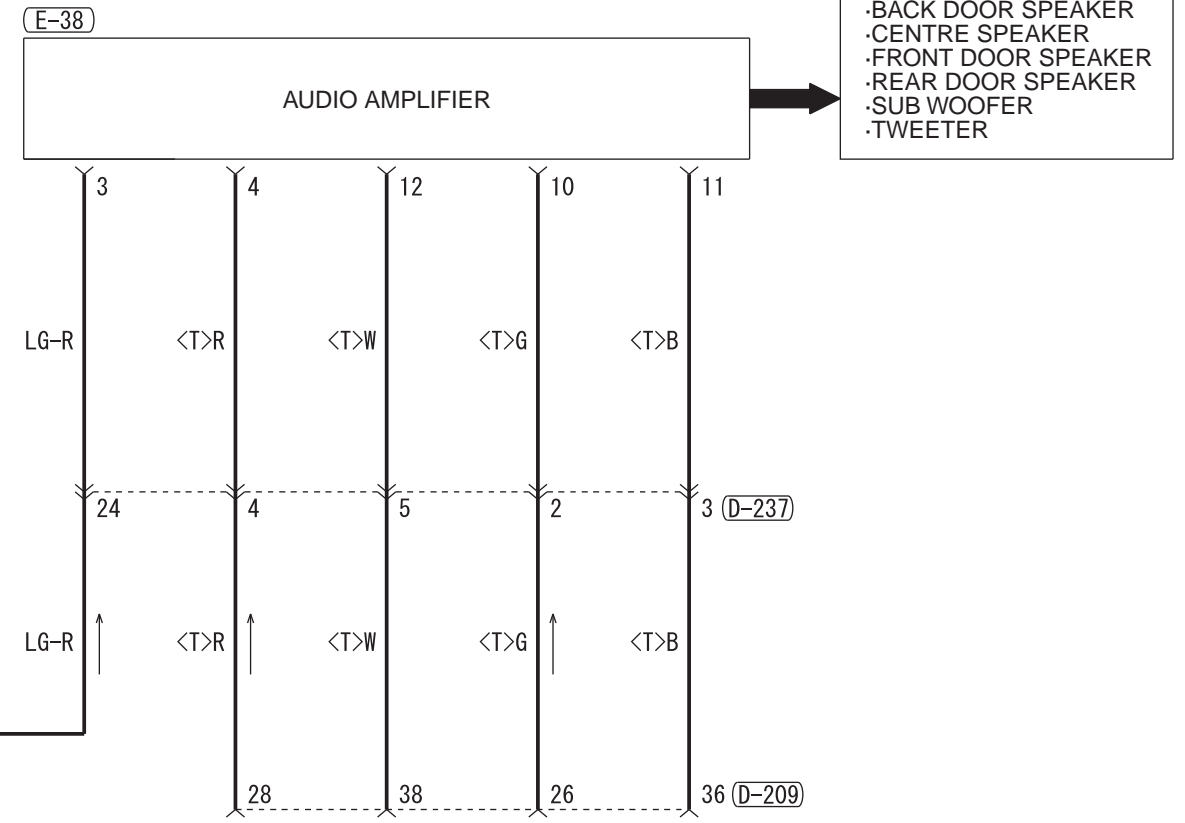 (E-38)
AUDIO AMPLIFIER
·BACK DOOR SPEAKER
·CENTRE SPEAKER
·FRONT DOOR SPEAKER
·REAR DOOR SPEAKER
·SUB WOOFER
·TWEETER
3 4 12 10 11
LG-R <T>R <T>W <T>G <T>B
24 4 5 2 3 (D-237)
LG-R <T>R <T>W <T>G <T>B
28 38 26 36 (D-209)